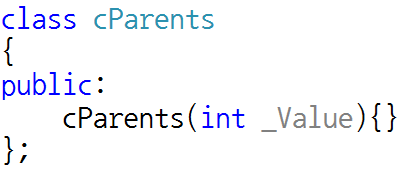 class cParents
{
public:
    cParents(int _Value){}
};